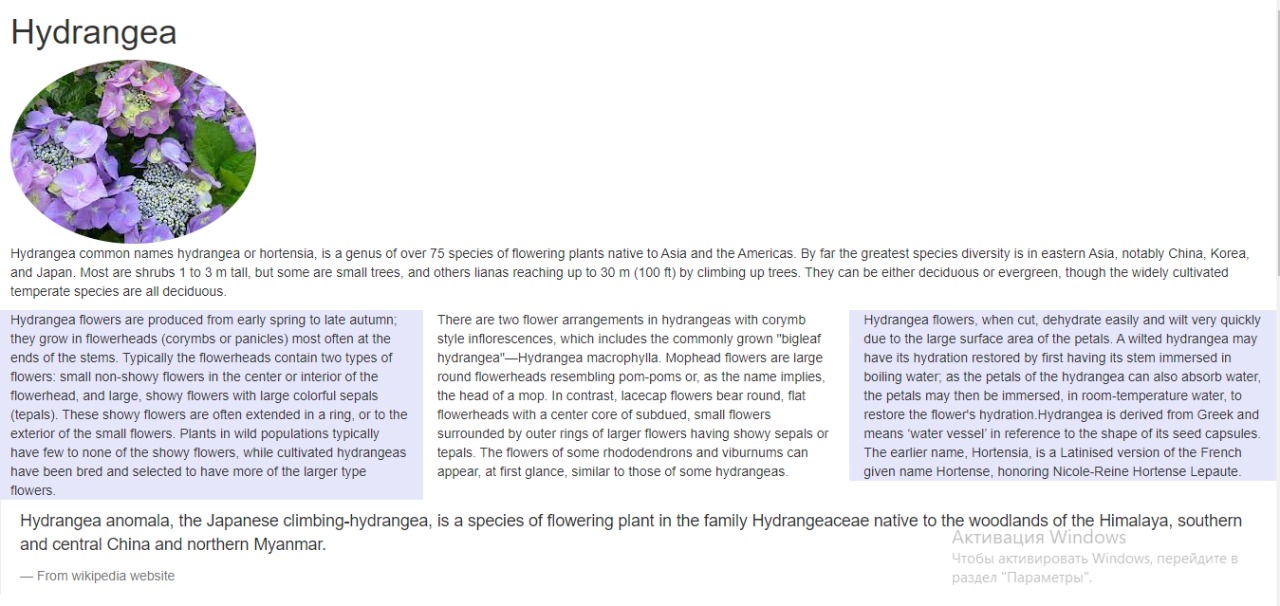 Hydrangea
Hydrangea common names hydrangea or hortensia, is a genus of over 75 species of flowering plants native to Asia and the Americas. By far the greatest species diversity is in eastern Asia, notably China, Korea,
and Japan. Most are shrubs 1 to 3 m tall, but some are small trees, and others lianas reaching up to 30 m (100 ft) by climbing up trees. They can be either deciduous or evergreen, though the widely cultivated
temperate species are all deciduous.
Hydrangea flowers are produced from early spring to late autumn;
they grow in flowerheads (corymbs or panicles) most often at the
ends of the stems. Typically the flowerheads contain two types of
flowers: small non-showy flowers in the center or interior of the
flowerhead, and large, showy flowers with large colorful sepals
(tepals). These showy flowers are often extended in a ring, or to the
exterior of the small flowers. Plants in wild populations typically
have few to none of the showy flowers, while cultivated hydrangeas
have been bred and selected to have more of the larger type
flowers.
There are two flower arrangements in hydrangeas with corymb
style inflorescences, which includes the commonly grown "bigleaf
hydrangea"—Hydrangea macrophylla. Mophead flowers are large
round flowerheads resembling pom-poms or, as the name implies,
the head of a mop. In contrast, lacecap flowers bear round, flat
flowerheads with a center core of subdued, small flowers
surrounded by outer rings of larger flowers having showy sepals or
tepals. The flowers of some rhododendrons and viburnums can
appear, at first glance, similar to those of some hydrangeas.
Hydrangea flowers, when cut, dehydrate easily and wilt very quickly
due to the large surface area of the petals. A wilted hydrangea may
have its hydration restored by first having its stem immersed in
boiling water; as the petals of the hydrangea can also absorb water,
the petals may then be immersed, in room-temperature water, to
restore the flower's hydration.Hydrangea is derived from Greek and
means ‘water vessel’ in reference to the shape of its seed capsules.
The earlier name, Hortensia, is a Latinised version of the French
given name Hortense, honoring Nicole-Reine Hortense Lepaute.
Hydrangea anomala, the Japanese climbing-hydrangea, is a species of flowering plant in the family Hydrangeaceae native to the woodlands of the Himalaya, southern
and central China and northern Myanmar.
— From wikipedia website
Активация Windows
Чтобы активировать Windows, перейдите в
раздел "Параметры".